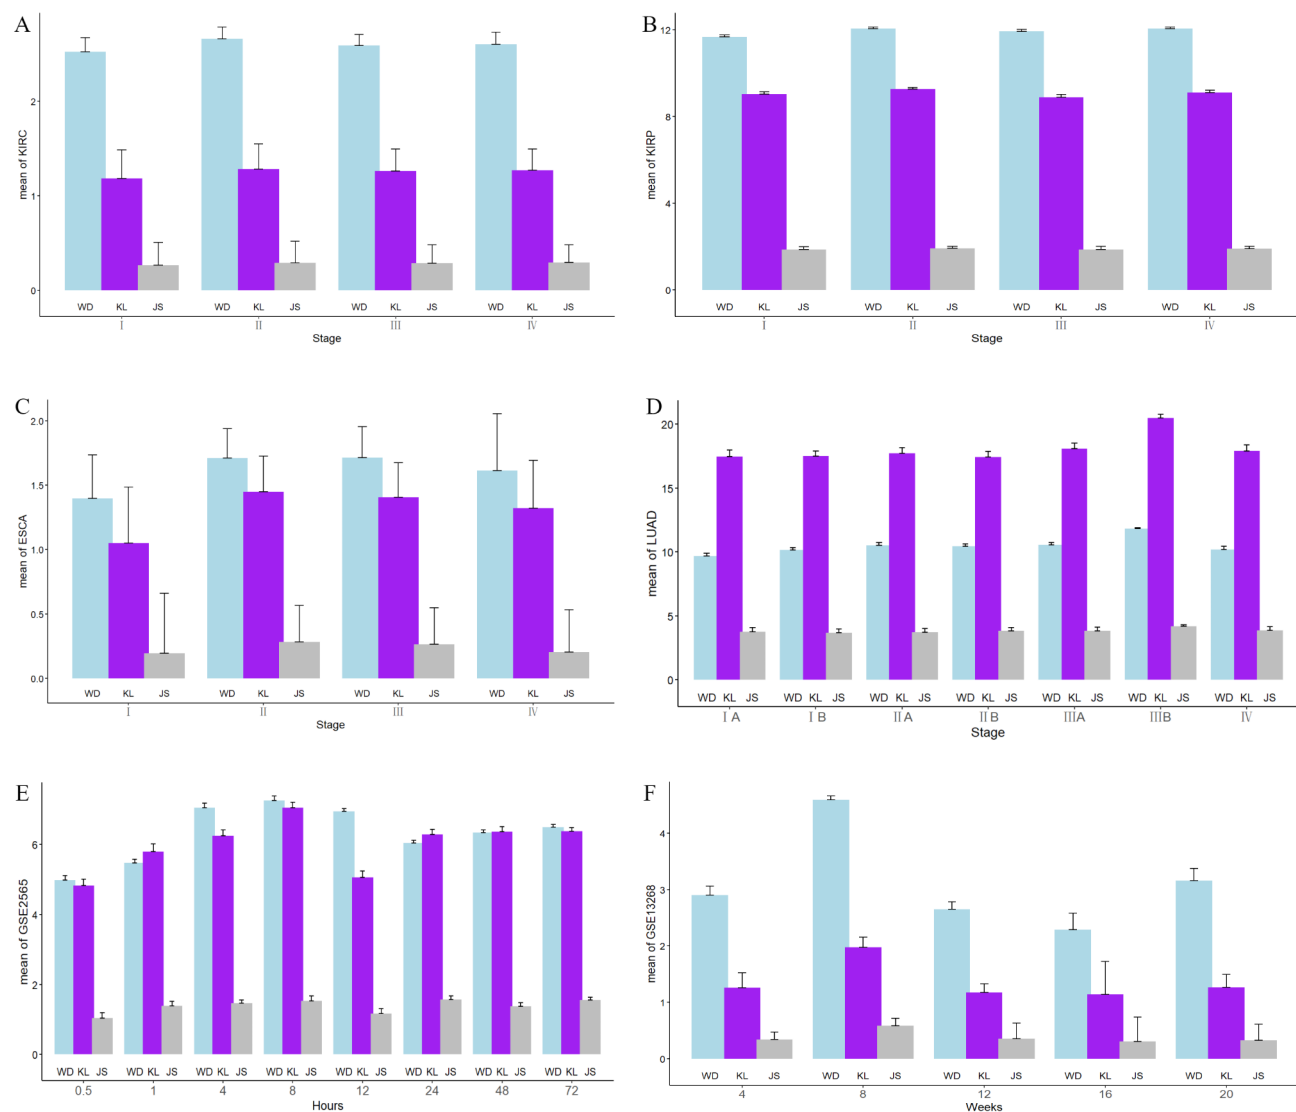 A
mean of KIRC
2
1
0
WD KL JS WD KL JS WD KL JS WD KL JS
I II III IV
Stage
B
mean of KIRP
12
8
4
0
WD KL JS WD KL JS WD KL JS WD KL JS
I II III IV
Stage
C
mean of ESCA
2.0
1.5
1.0
0.5
0.0
WD KL JS WD KL JS WD KL JS WD KL JS
I II III IV
Stage
D
mean of LUAD
20
15
10
5
0
WD KL JS WD KL JS WD KL JS WD KL JS WD KL JS WD KL JS WD KL JS
I A I B II A II B IIIA IIIB IV
Stage
E
mean of GSE2565
6
4
2
0
WD KL JS WD KL JS WD KL JS WD KL JS WD KL JS WD KL JS WD KL JS WD KL JS
0.5 1 4 8 12 24 48 72
Hours
F
mean of GSE13268
4
3
2
1
0
WD KL JS WD KL JS WD KL JS WD KL JS WD KL JS
4 8 12 16 20
Weeks